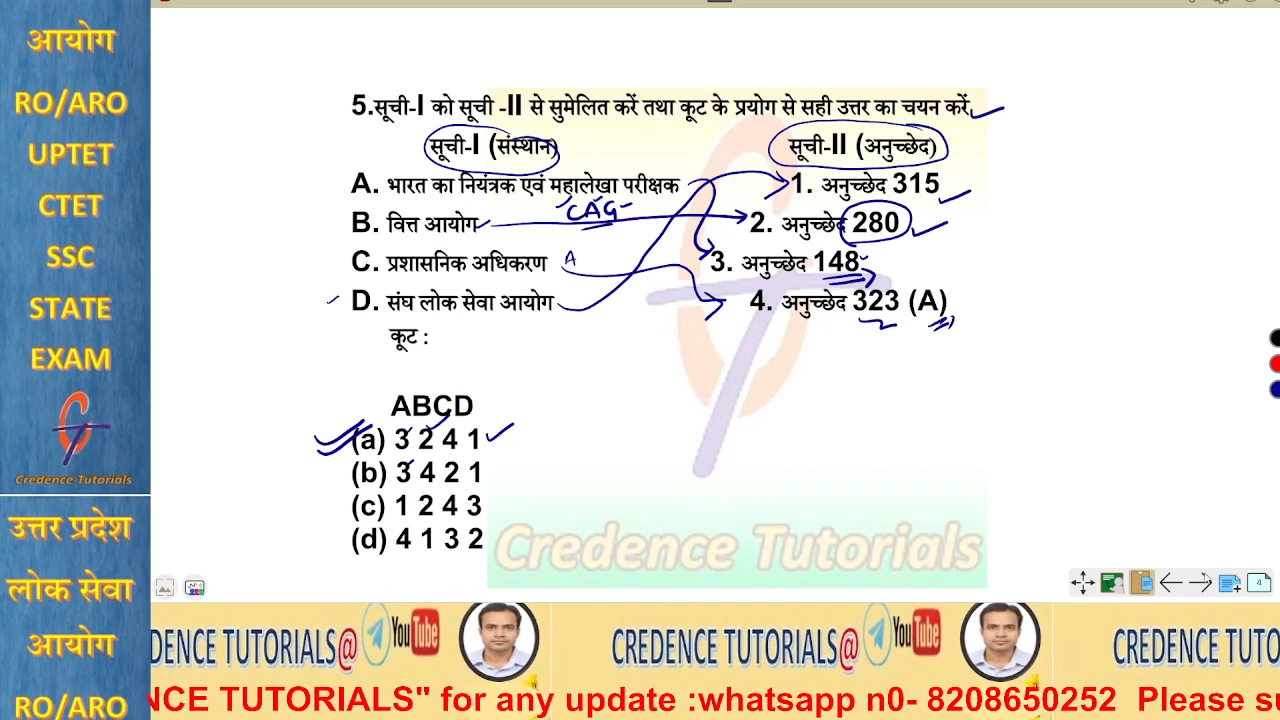 आयोग
RO/ARO
UPTET
CTET
SSC
STATE
EXAM
Credence Tutorials
उत्तर प्रदेश
लोक सेवा
आयोग
RO/ARO
5.सूची-I को सूची -II से सुमेलित करें तथा कूट के प्रयोग से सही उत्तर का चयन करें
सूची-I (संस्थान) सूची-II (अनुच्छेद)
A. भारत का नियंत्रक एवं महालेखा परीक्षक 1. अनुच्छेद 315
CAG
B. वित्त आयोग 2. अनुच्छेद 280
C. प्रशासनिक अधिकरण A 3. अनुच्छेद 148
D. संघ लोक सेवा आयोग 4. अनुच्छेद 323 (A)
कूट :
ABCD
(a) 3 2 4 1
(b) 3 4 2 1
(c) 1 2 4 3
(d) 4 1 3 2
Credence Tutorials
4
DENCE TUTORIALS@ YouTube CREDENCE TUTORIALS@ YouTube CREDENCE TUTO
NCE TUTORIALS" for any update :whatsapp n0- 8208650252 Please su